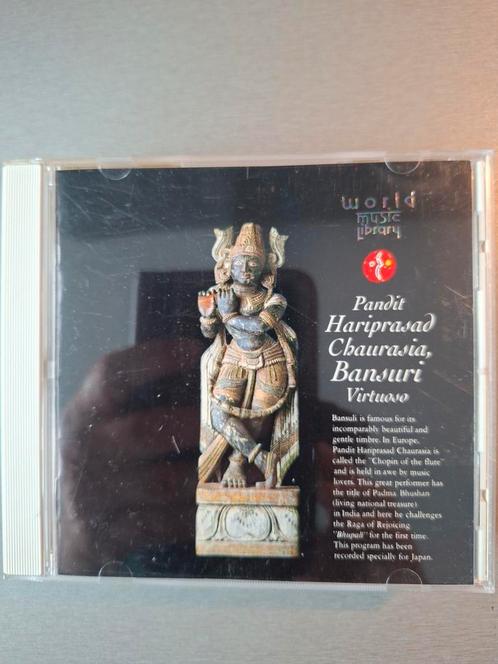 world
music
library
Pandit
Hariprasad
Chaurasia,
Bansuri
Virtuoso
Bansuli is famous for its
incomparably beautiful and
gentle timbre. In Europe,
Pandit Hariprasad Chaurasia is
called the "Chopin of the flute"
and is held in awe by music
lovers. This great performer has
the title of Padma Bhushan
(living national treasure)
in India and here he challenges
the Raga of Rejoicing
"Bhupali" for the first time.
This program has been
recorded specially for Japan.